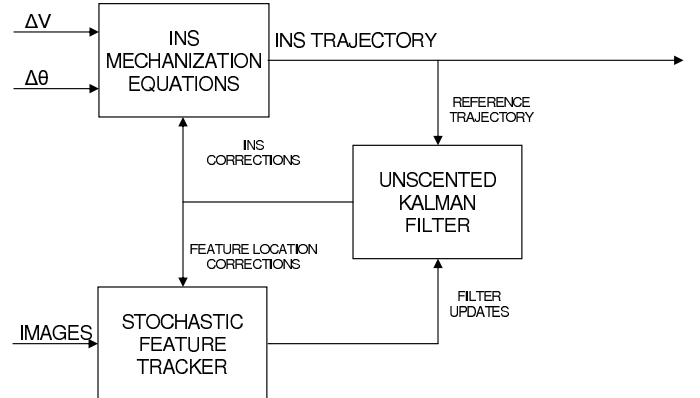 ΔV
Δθ
INS
MECHANIZATION
EQUATIONS
INS TRAJECTORY
REFERENCE
TRAJECTORY
INS
CORRECTIONS
UNSCENTED
KALMAN
FILTER
FEATURE LOCATION
CORRECTIONS
FILTER
UPDATES
IMAGES
STOCHASTIC
FEATURE
TRACKER